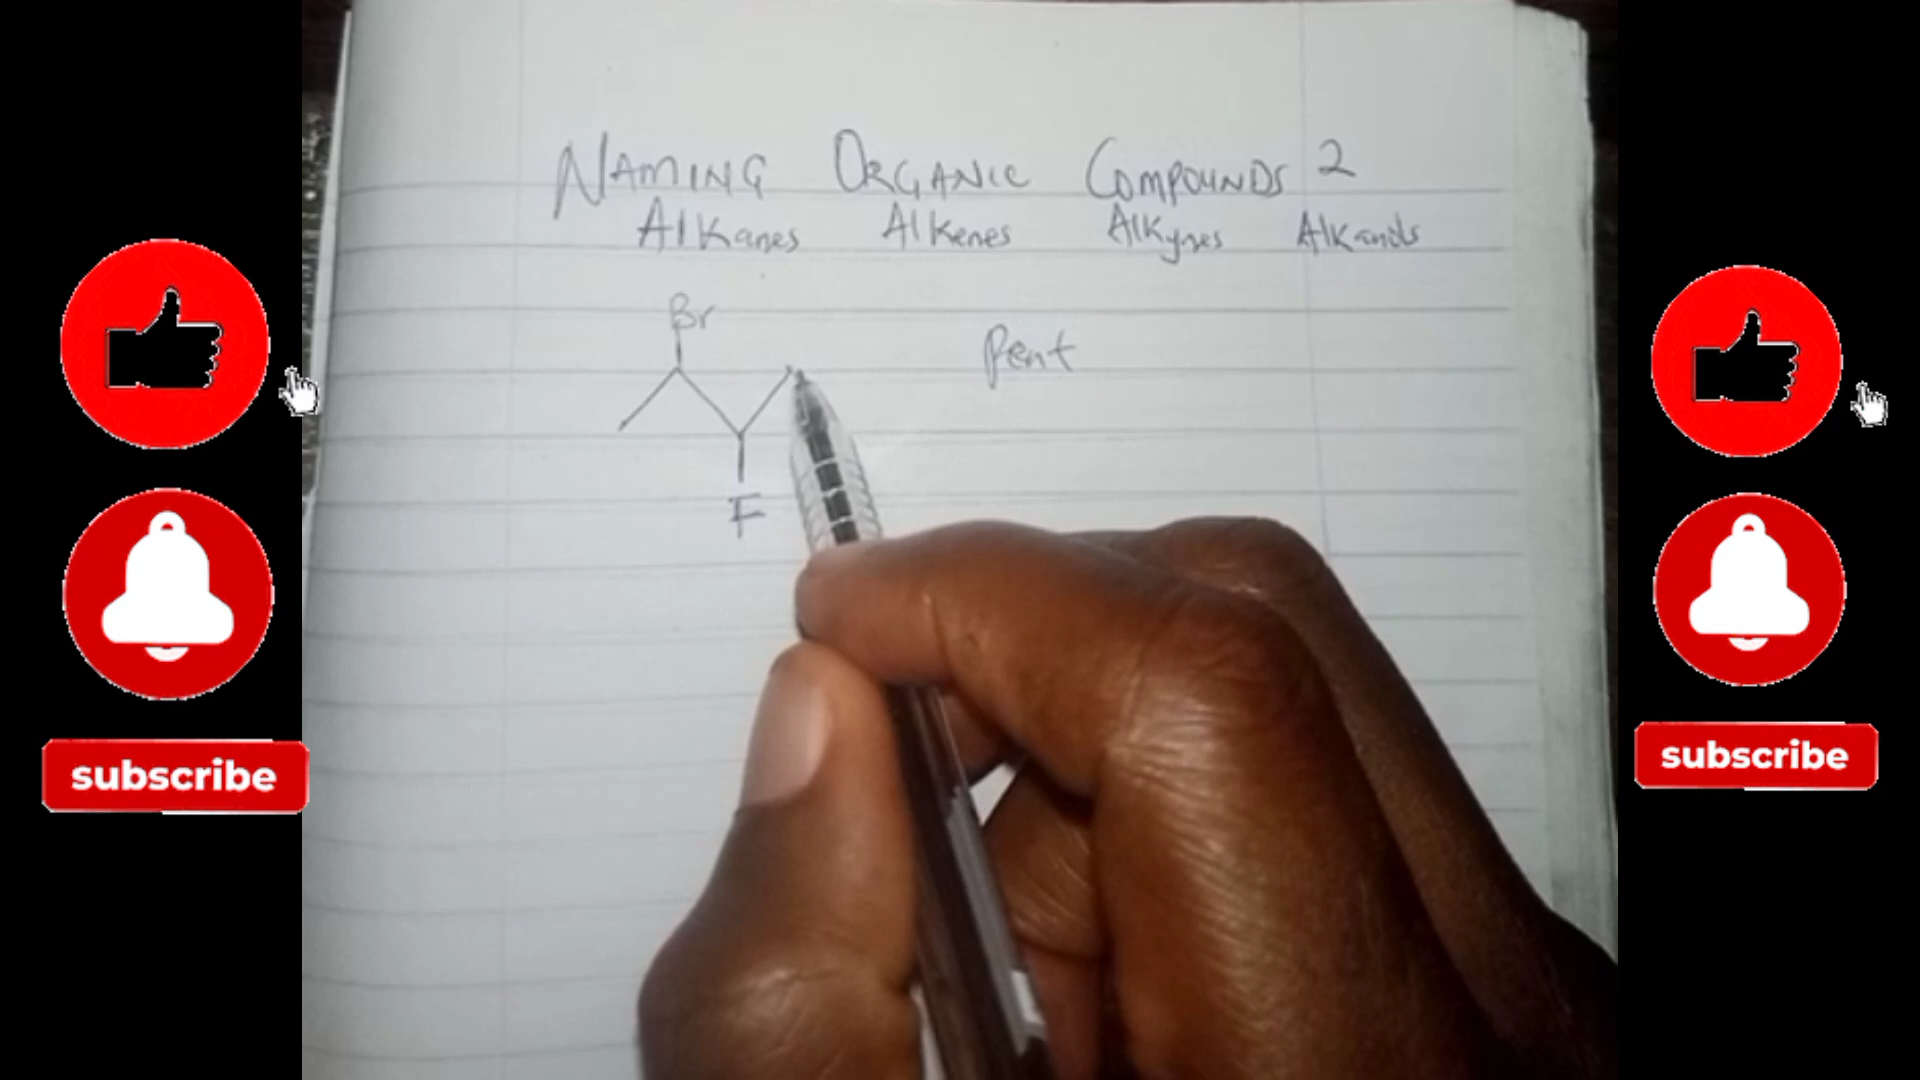 NAMING ORGANIC COMPOUNDS 2
Alkanes Alkenes Alkynes Alkanols
Br
Pent
F
subscribe
subscribe